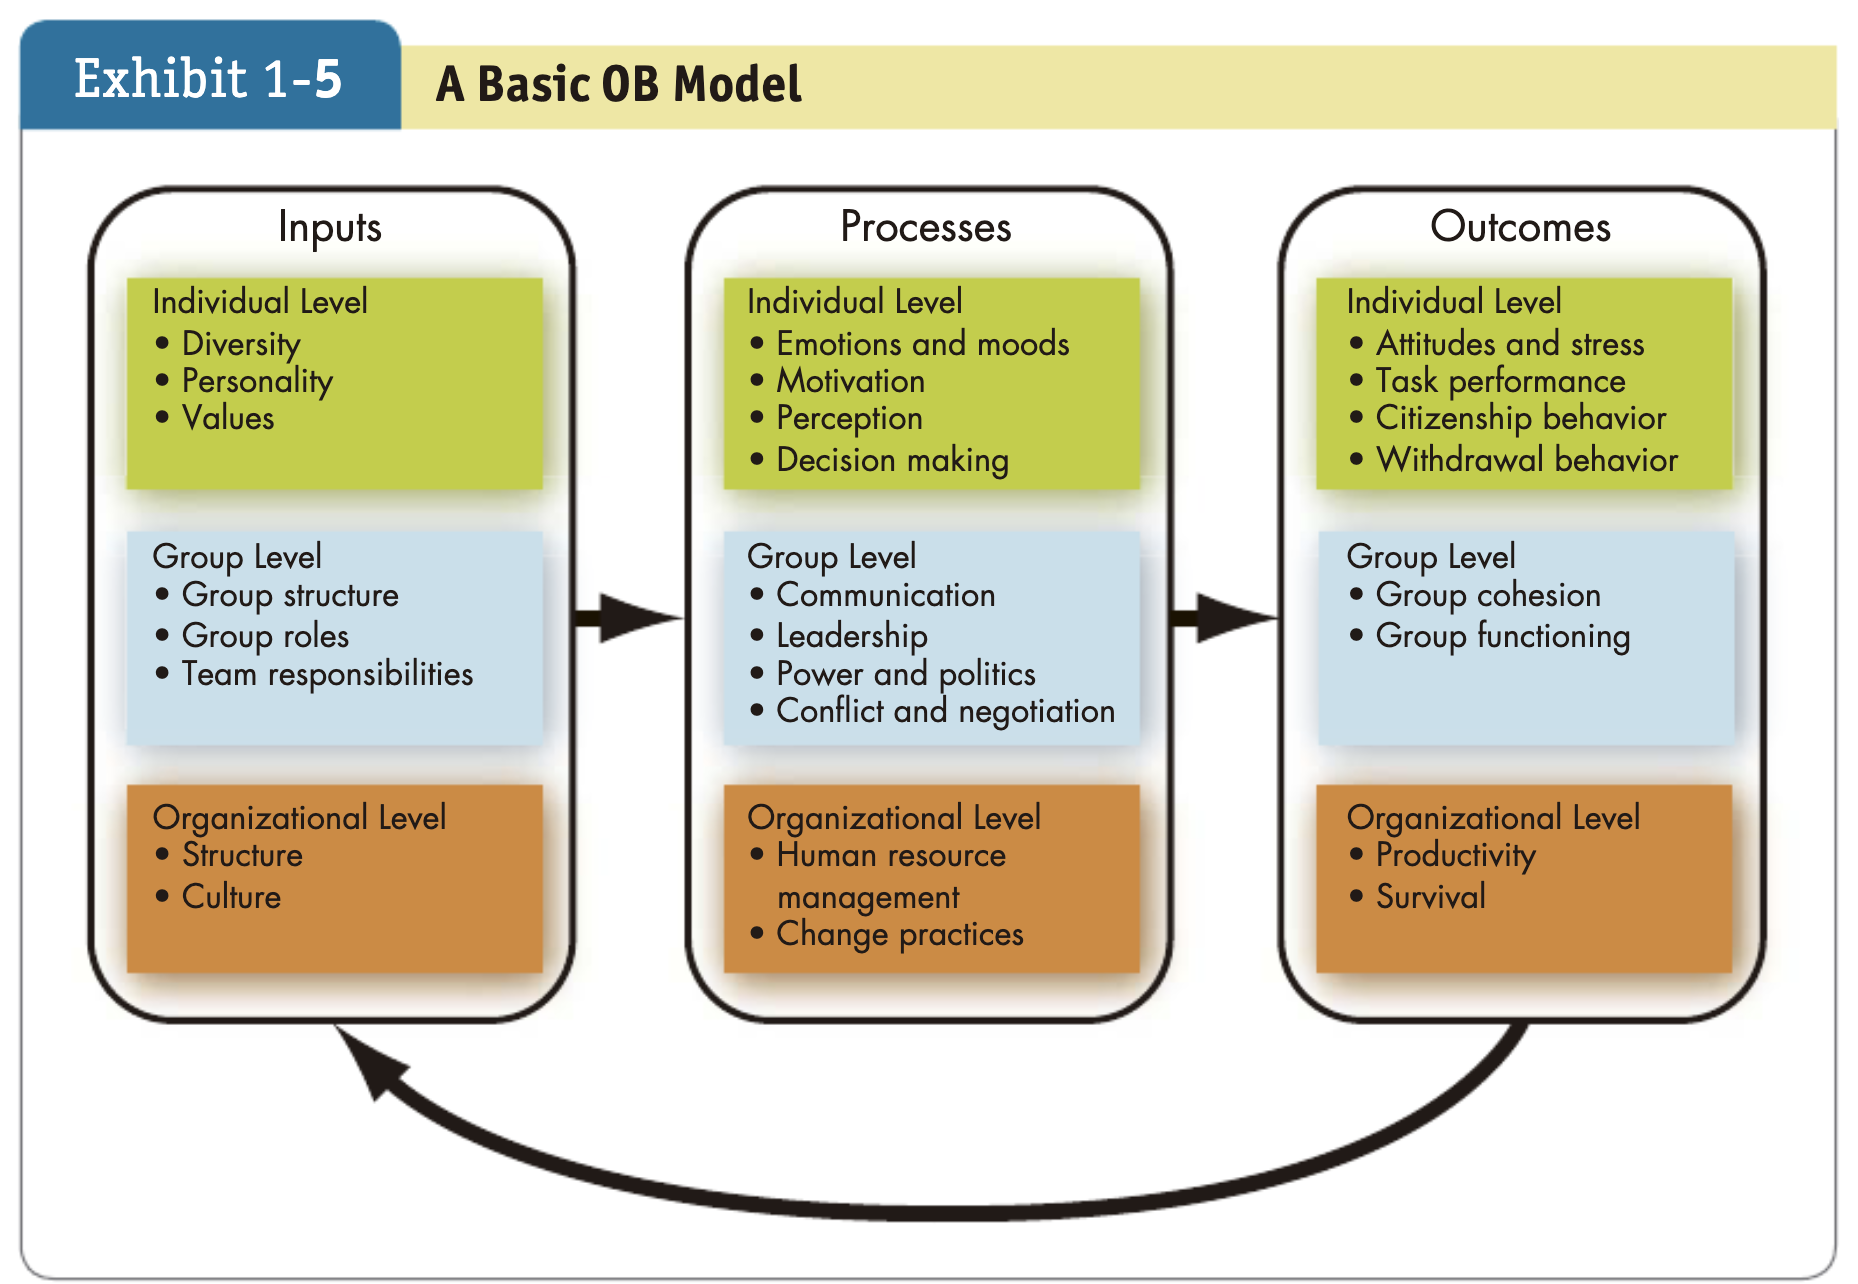 Exhibit 1-5
A Basic OB Model
Inputs
Individual Level
• Diversity
• Personality
• Values
Group Level
• Group structure
• Group roles
• Team responsibilities
Organizational Level
• Structure
• Culture
Processes
Individual Level
• Emotions and moods
• Motivation
• Perception
• Decision making
Group Level
• Communication
• Leadership
• Power and politics
• Conflict and negotiation
Organizational Level
• Human resource
management
• Change practices
Outcomes
Individual Level
• Attitudes and stress
• Task performance
• Citizenship behavior
• Withdrawal behavior
Group Level
• Group cohesion
• Group functioning
Organizational Level
• Productivity
• Survival